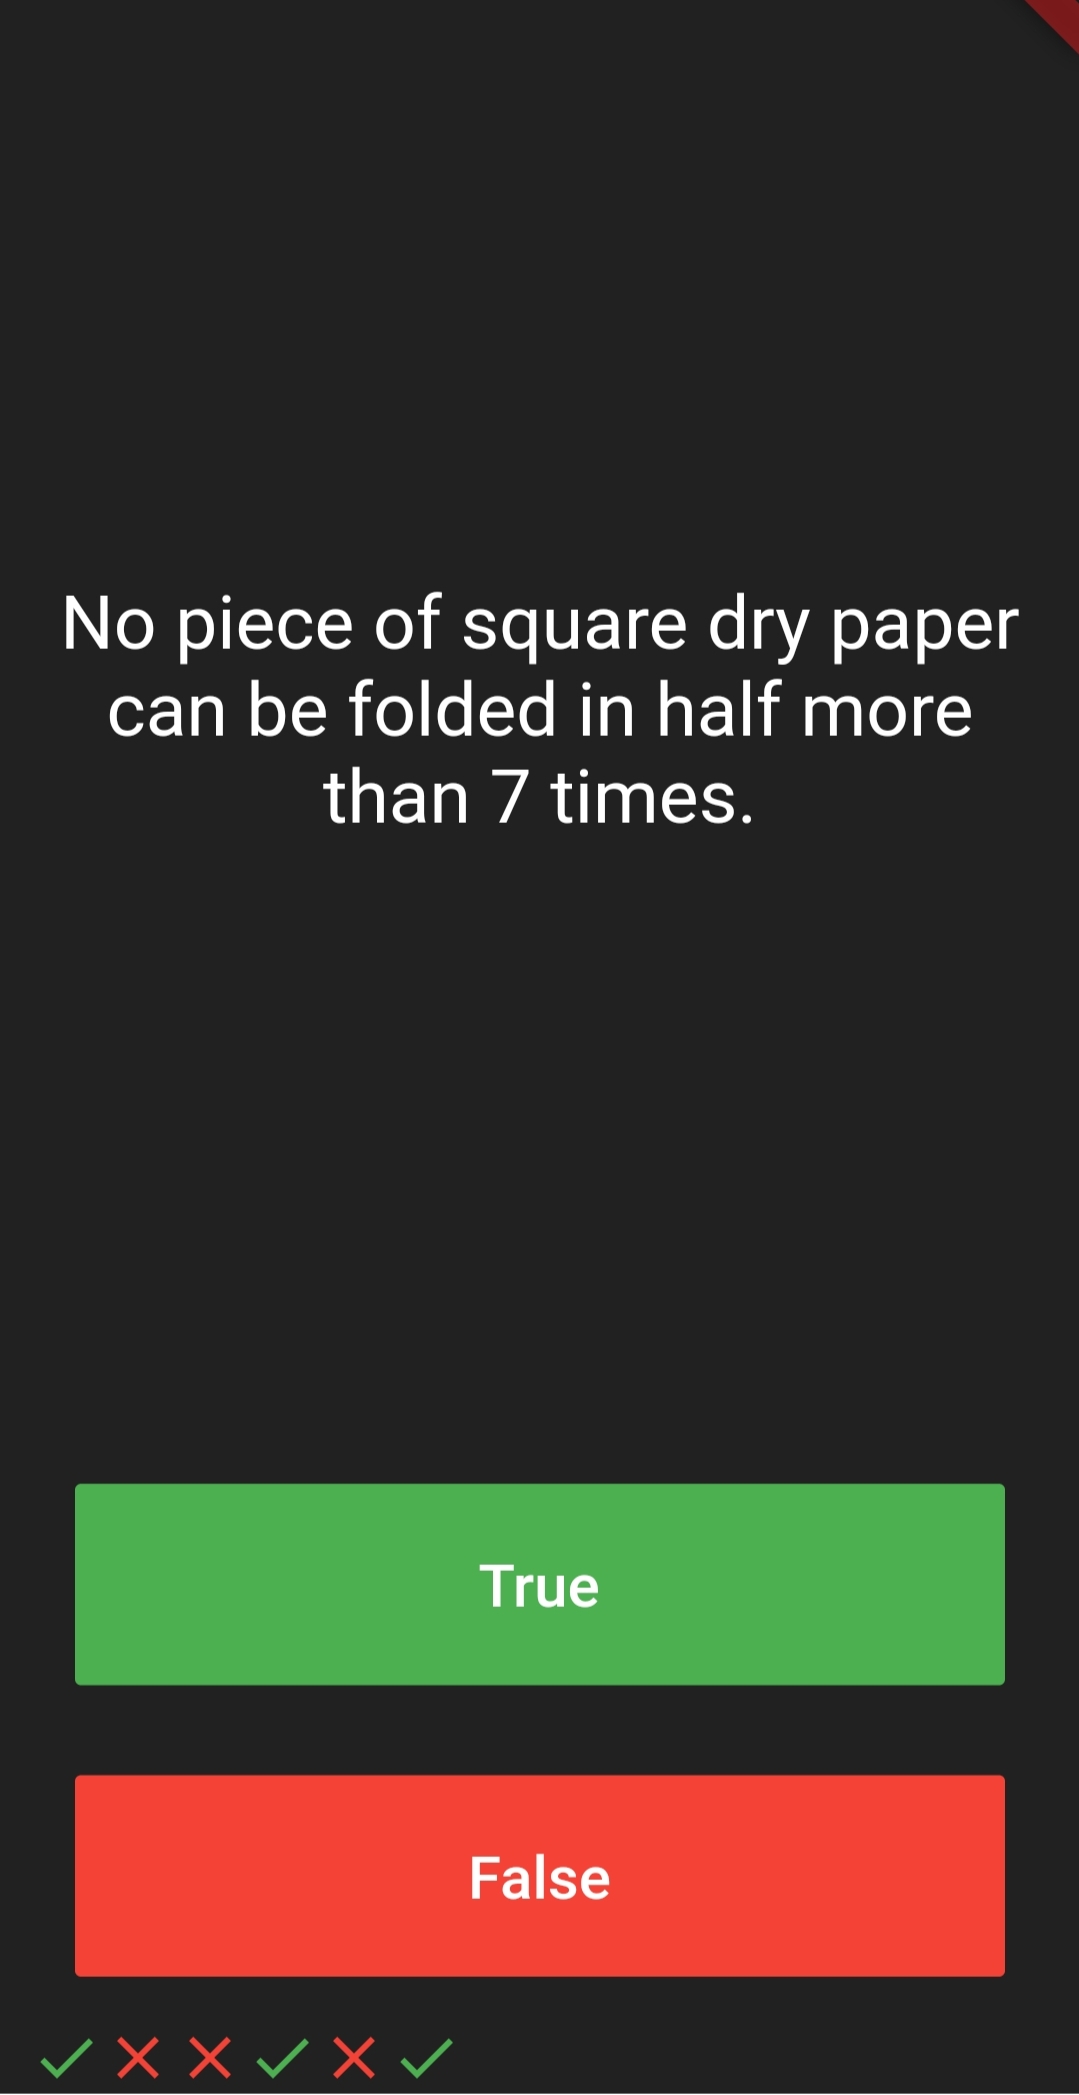 No piece of square dry paper
can be folded in half more
than 7 times.
True
False